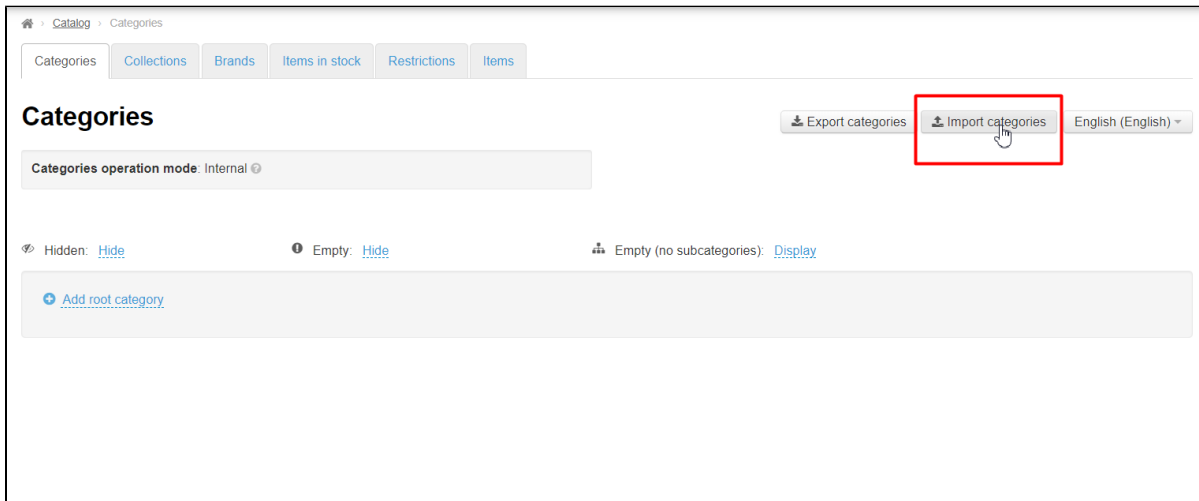 Catalog › Categories
Categories Collections Brands Items in stock Restrictions Items
Categories
Export categories Import categories English (English)
Categories operation mode: Internal
Hidden: Hide Empty: Hide Empty (no subcategories): Display
Add root category